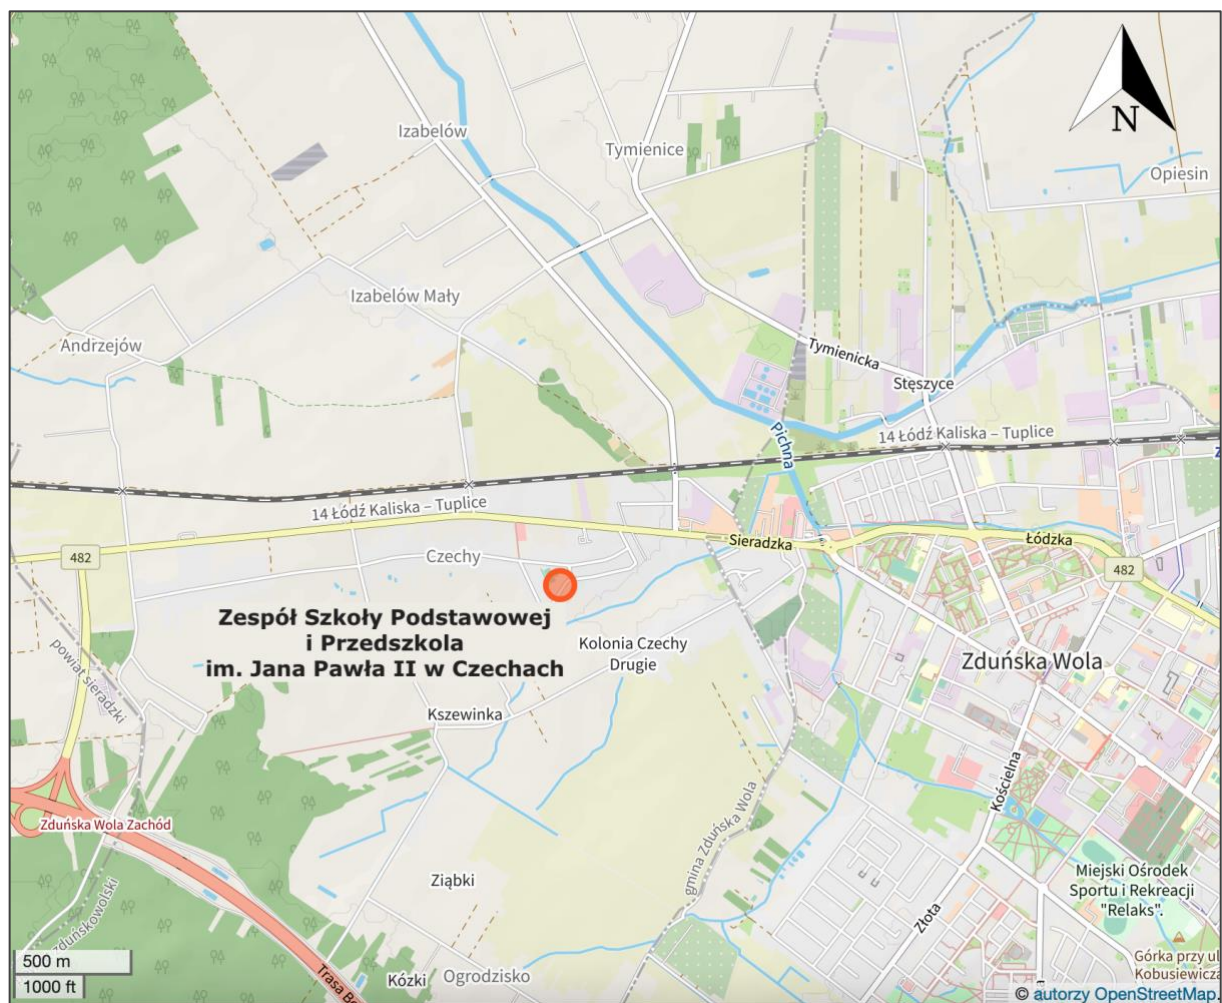 N
Izabelów
Tymienice
Opiesin
Izabelów Mały
Andrzejów
Tymienicka
Stęszyce
Pichna
14 Łódź Kaliska – Tuplice
14 Łódź Kaliska – Tuplice
Sieradzka
Łódzka
482
Czechy
482
Zespół Szkoły Podstawowej
i Przedszkola
im. Jana Pawła II w Czechach
Kolonia Czechy
Drugie
Zduńska Wola
powiat sieradzki
Kszewinka
Kościelna
Zduńska Wola Zachód
gmina Zduńska Wola
Ziąbki
Miejski Ośrodek
Sportu i Rekreacji
"Relaks".
Złota
zduńskowolski
500 m
1000 ft
Trasa Bo
Kózki
Ogrodzisko
Górka przy ul
Kobusiewicza
© autorzy OpenStreetMap